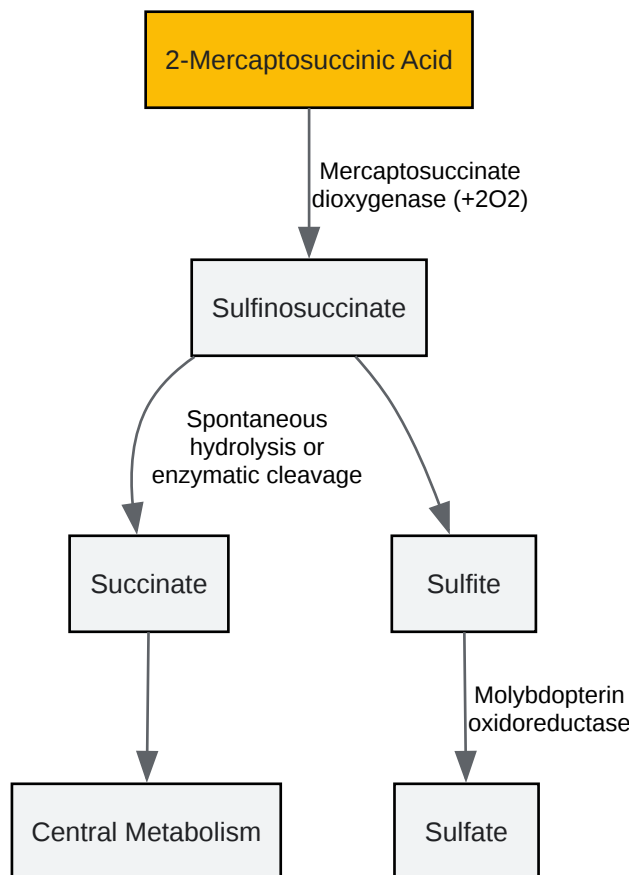 2-Mercaptosuccinic Acid
Mercaptosuccinate
dioxygenase (+2O2)
Sulfinosuccinate
Spontaneous
hydrolysis or
enzymatic cleavage
Succinate
Sulfite
Molybdopterin
oxidoreductase
Central Metabolism
Sulfate